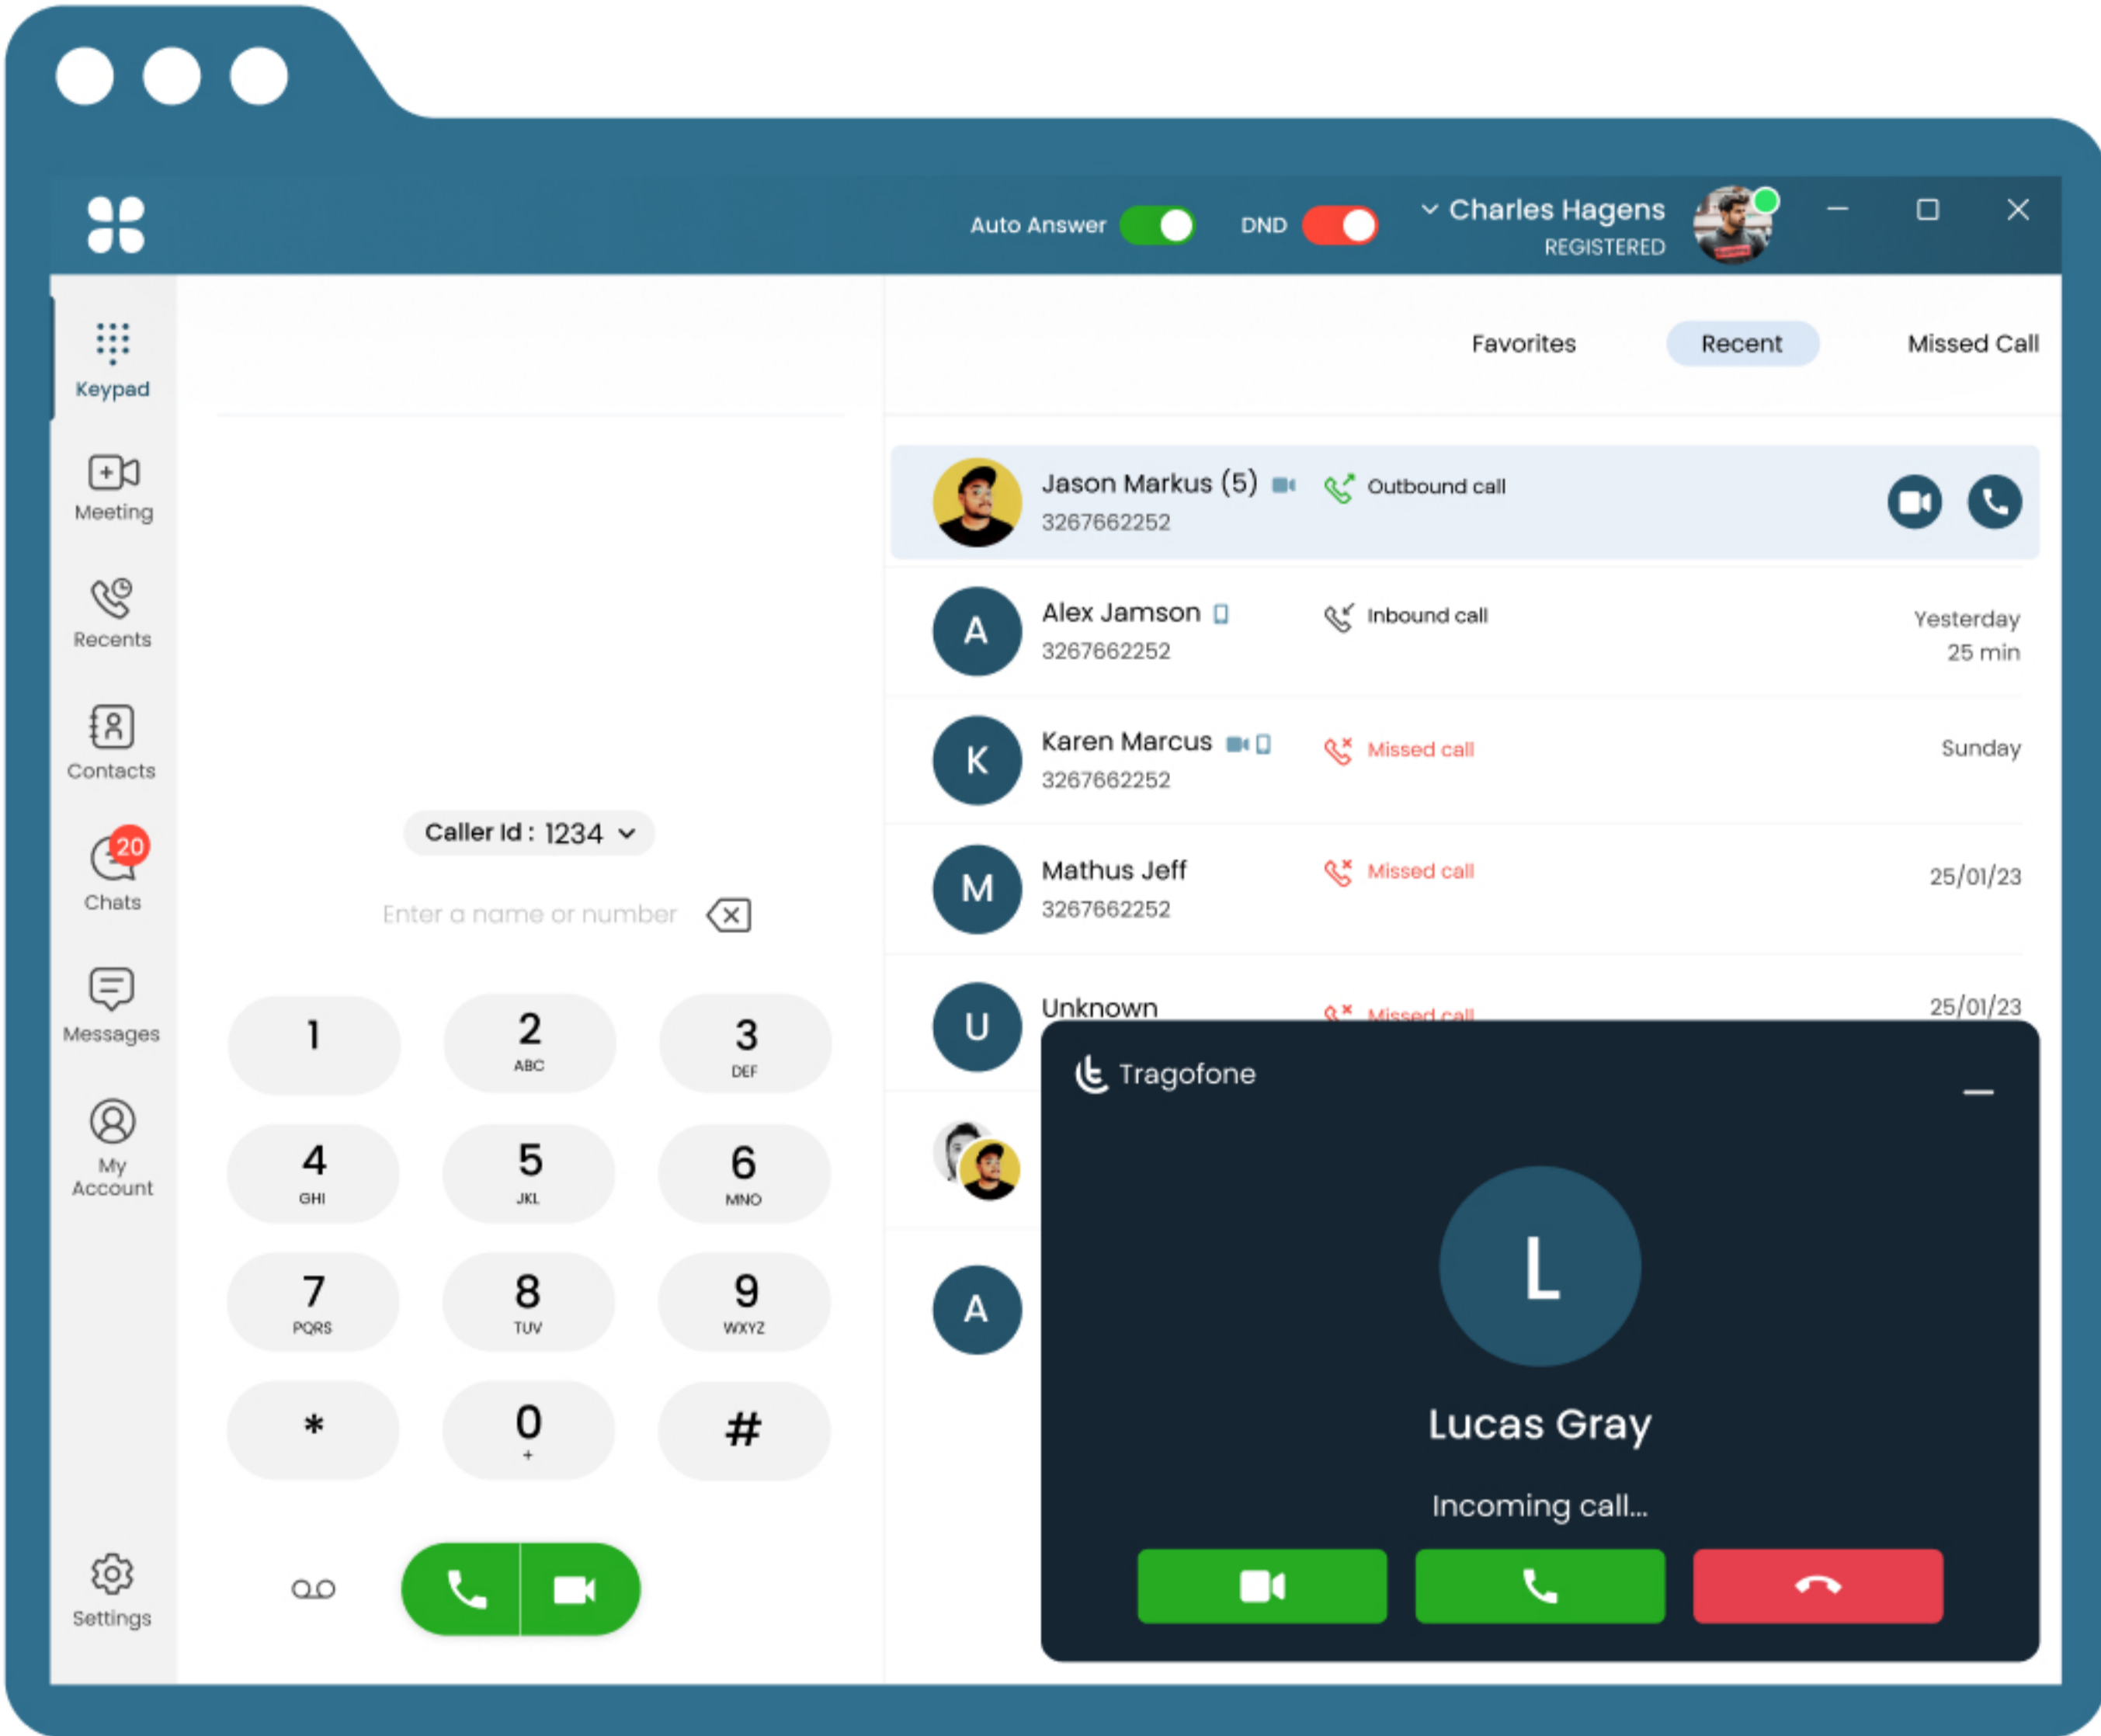 Auto Answer
DND
Charles Hagens
REGISTERED
Keypad
Meeting
Recents
Contacts
20
Chats
Messages
My
Account
Settings
Caller Id : 1234
Enter a name or number
1
2
ABC
3
DEF
4
GHI
5
JKL
6
MNO
7
PQRS
8
TUV
9
WXYZ
*
0
+
#
Favorites
Recent
Missed Call
Jason Markus (5)
Outbound call
3267662252
A
Alex Jamson
Inbound call
3267662252
Yesterday
25 min
K
Karen Marcus
Missed call
3267662252
Sunday
M
Mathus Jeff
Missed call
3267662252
25/01/23
U
Unknown
Missed call
25/01/23
A
Tragofone
L
Lucas Gray
Incoming call...